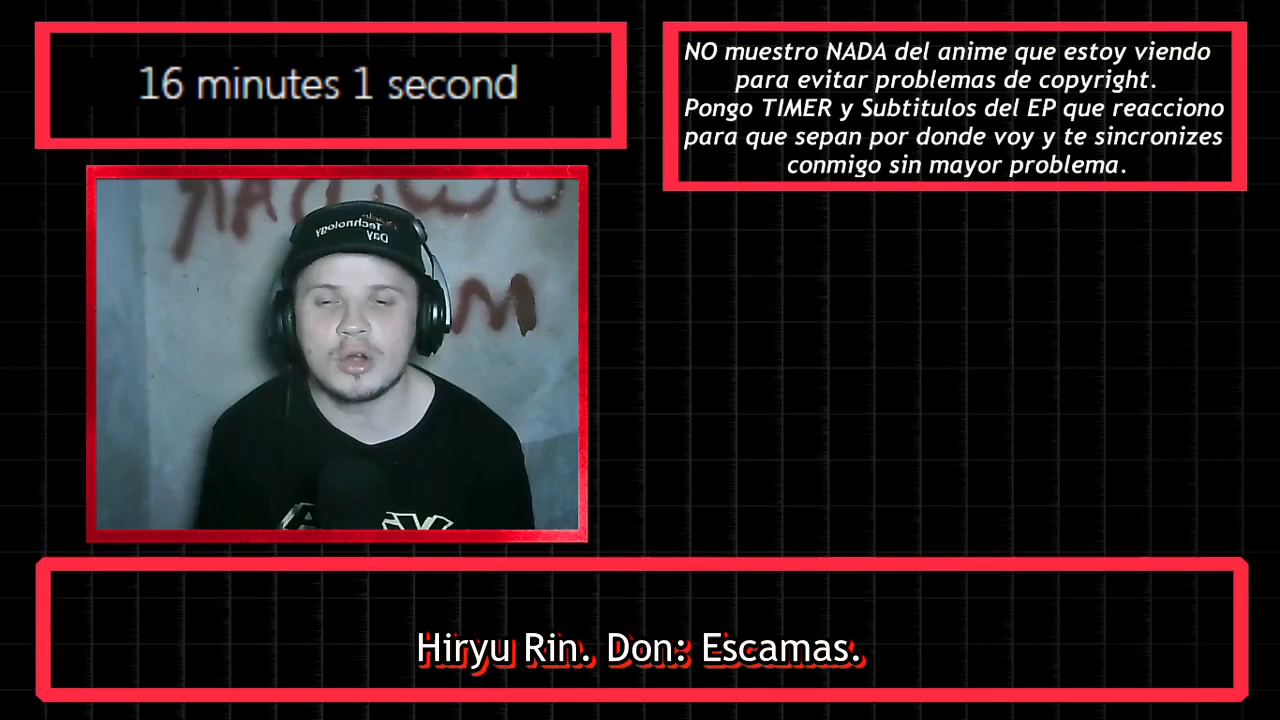 16 minutes 1 second
NO muestro NADA del anime que estoy viendo
para evitar problemas de copyright.
Pongo TIMER y Subtitulos del EP que reacciono
para que sepan por donde voy y te sincronizes
conmigo sin mayor problema.
Technology
Day
Hiryu Rin. Don: Escamas.